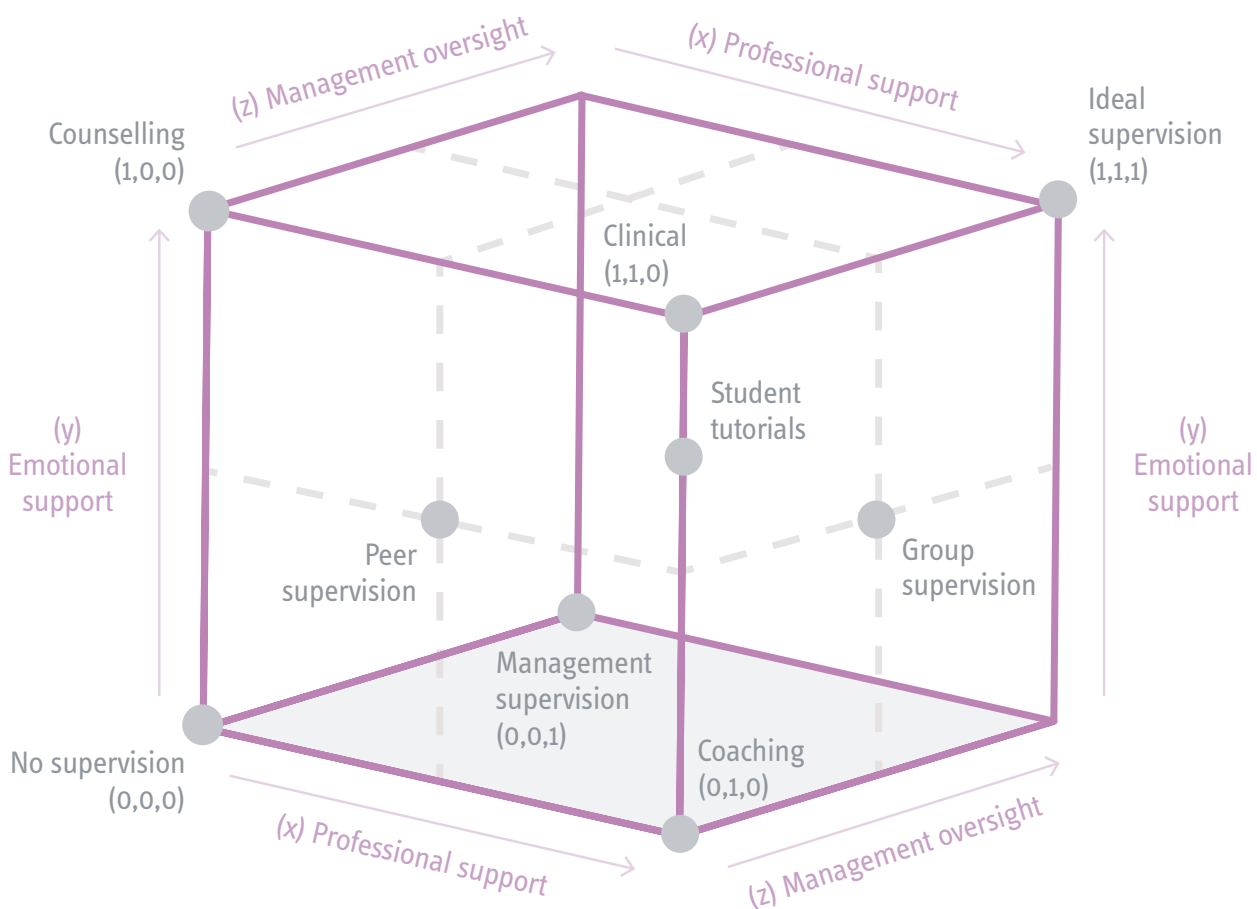 (z) Management oversight
(x) Professional support
Ideal
supervision
(1,1,1)
Counselling
(1,0,0)
Clinical
(1,1,0)
Student
tutorials
(y)
Emotional
support
(y)
Emotional
support
Peer
supervision
Group
supervision
Management
supervision
(0,0,1)
Coaching
(0,1,0)
No supervision
(0,0,0)
(x) Professional support
(z) Management oversight